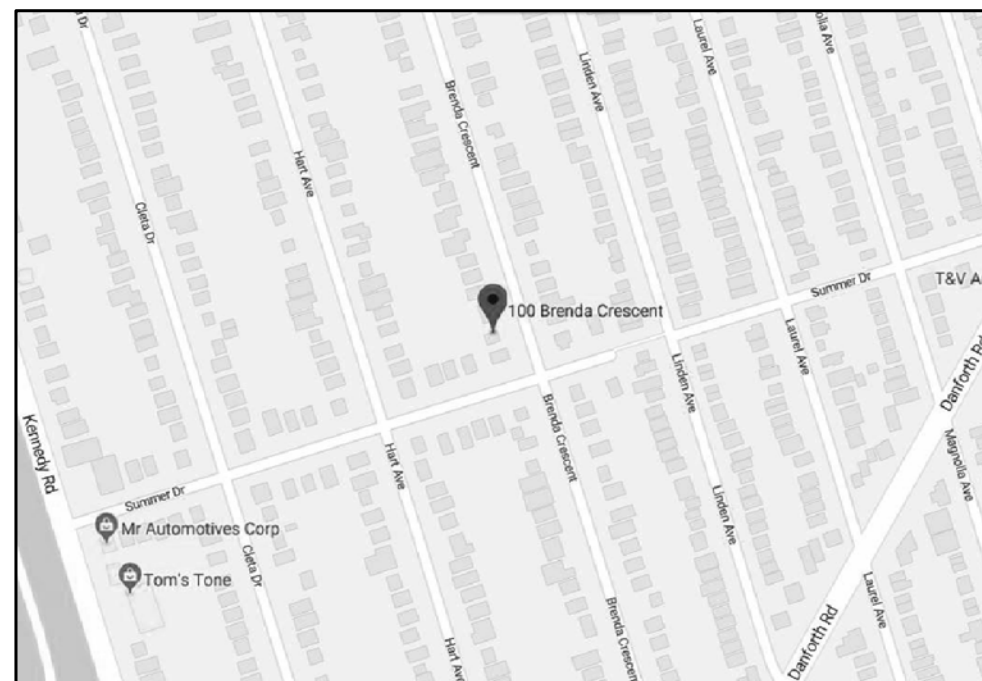 Cleta Dr
Hart Ave
Brenda Crescent
Linden Ave
Laurel Ave
Summer Dr
T&V A
100 Brenda Crescent
Kennedy Rd
Summer Dr
Mr Automotives Corp
Tom's Tone
Cleta Dr
Hart Ave
Hart Ave
Brenda Crescent
Brenda Crescent
Linden Ave
Linden Ave
Laurel Ave
Laurel Ave
Danforth Rd
Danforth Rd
Magnolia Ave